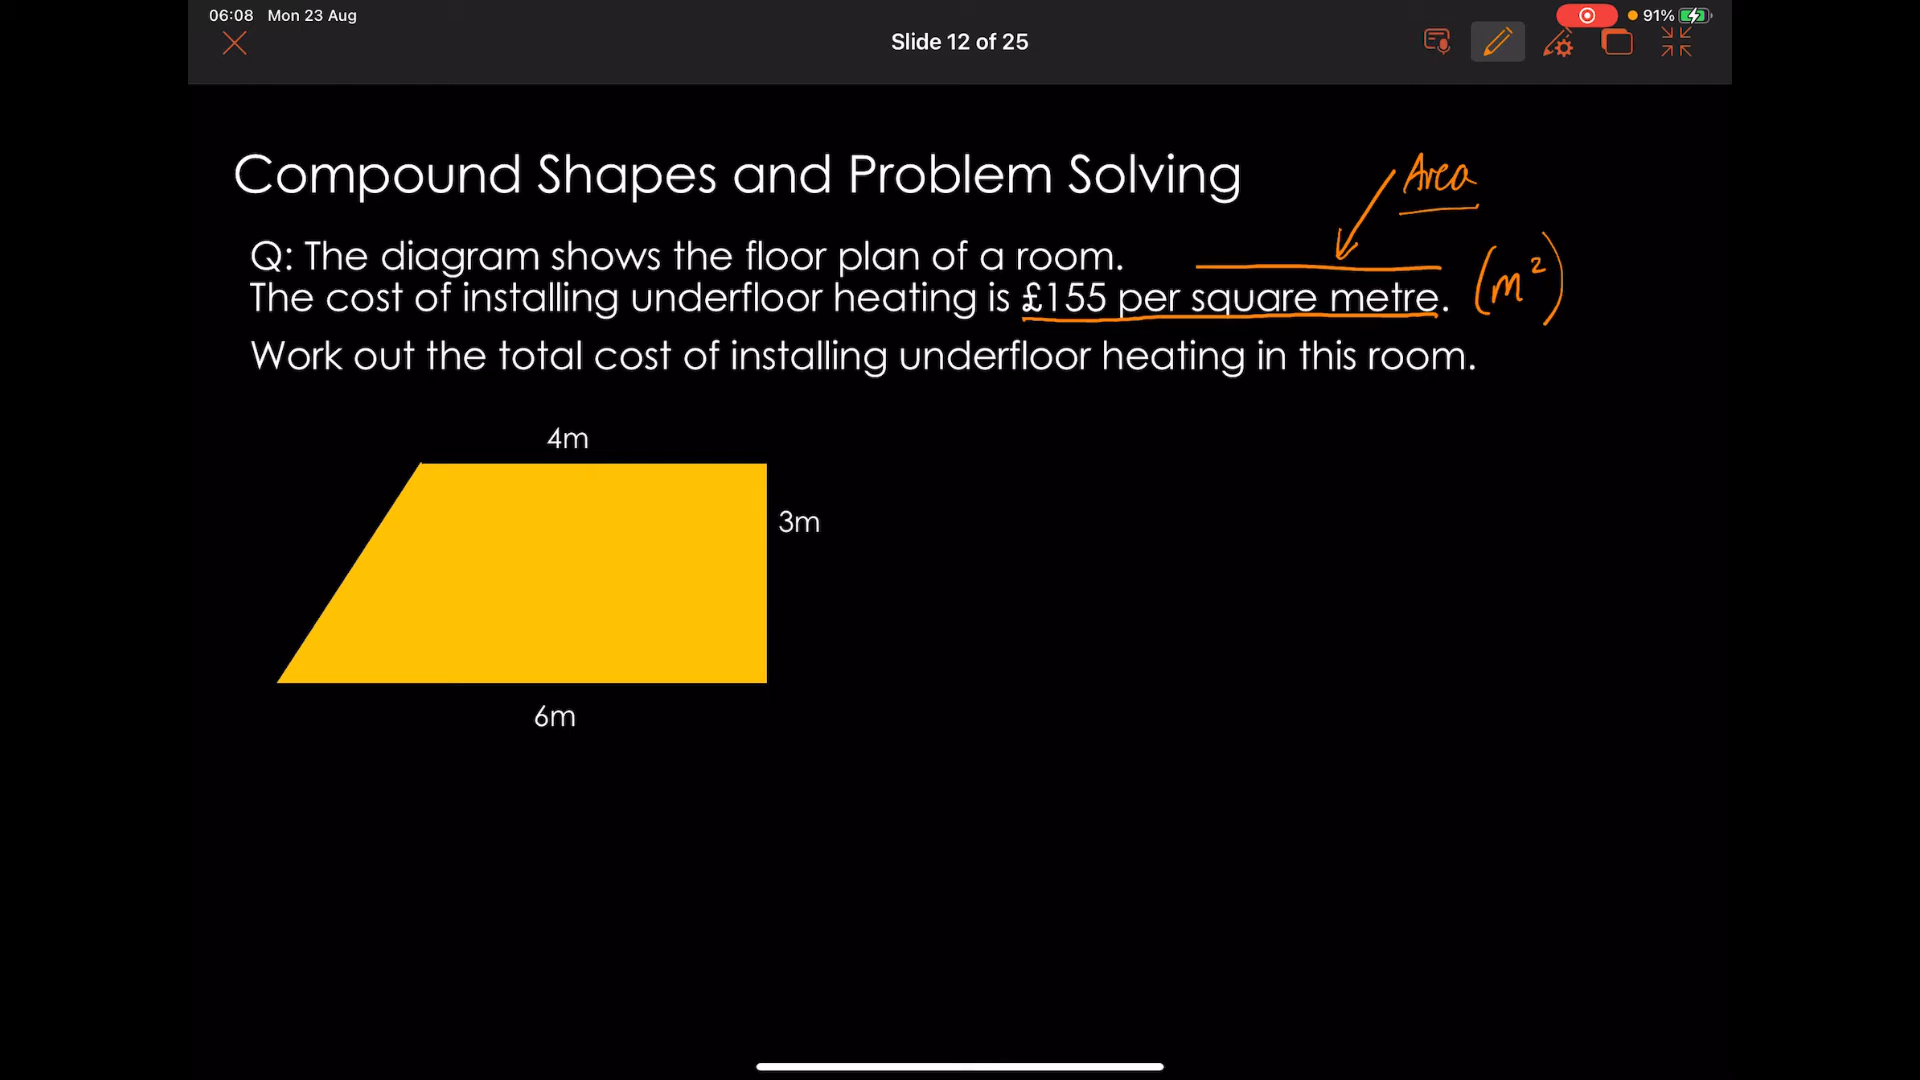 06:08 Mon 23 Aug
91%
Slide 12 of 25
Compound Shapes and Problem Solving
Area
Q: The diagram shows the floor plan of a room.
The cost of installing underfloor heating is £155 per square metre.
(m²)
Work out the total cost of installing underfloor heating in this room.
4m
3m
6m